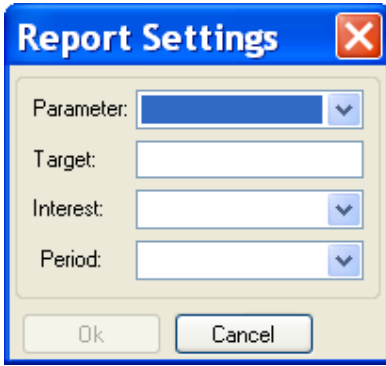 Report Settings
Parameter:
Target:
Interest:
Period:
Ok Cancel